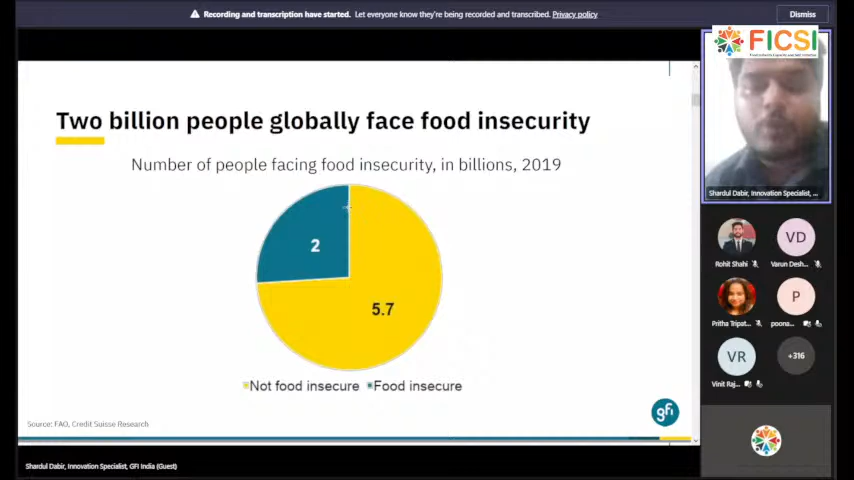 Recording and transcription have started. Let everyone know they're being recorded and transcribed. Privacy policy
Dismiss
FICSI
Two billion people globally face food insecurity
Number of people facing food insecurity, in billions, 2019
2
5.7
Not food insecure
Food insecure
gfi
Source: FAO, Credit Suisse Research
Shardul Dabir, Innovation Specialist, GFI India (Guest)
Shardul Dabir, Innovation Specialist, ...
VD
Rohit Shahi
Varun Desh...
P
Pritha Tripat...
poona...
VR
+316
Vinit Raj...